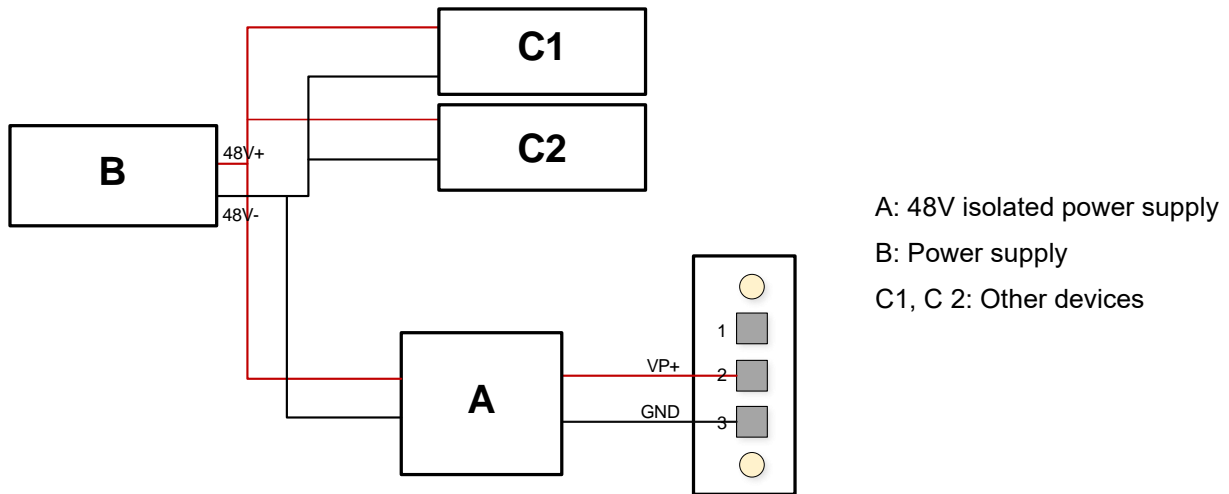 C1
C2
B
48V+
48V-
A: 48V isolated power supply
B: Power supply
C1, C 2: Other devices
A
VP+
GND
1
2
3